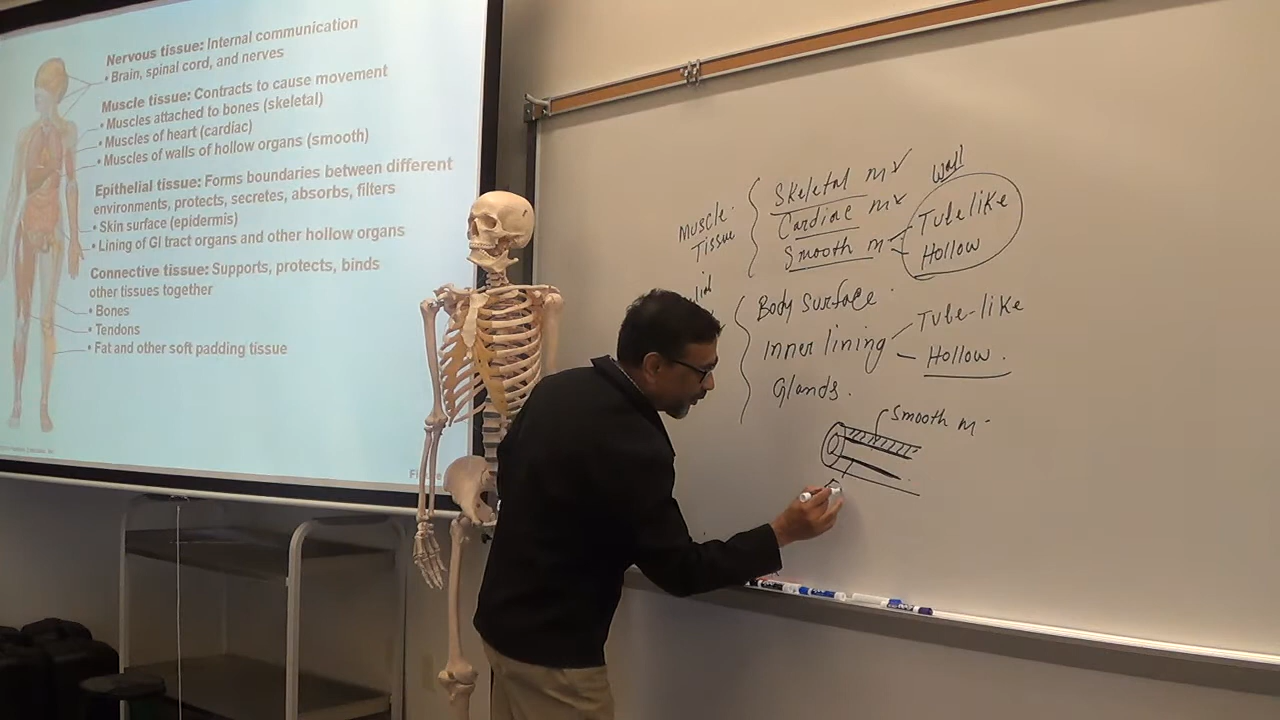 Nervous tissue: Internal communication
• Brain, spinal cord, and nerves
Muscle tissue: Contracts to cause movement
• Muscles attached to bones (skeletal)
• Muscles of heart (cardiac)
• Muscles of walls of hollow organs (smooth)
Epithelial tissue: Forms boundaries between different
environments, protects, secretes, absorbs, filters
• Skin surface (epidermis)
• Lining of GI tract organs and other hollow organs
Connective tissue: Supports, protects, binds
other tissues together
• Bones
• Tendons
• Fat and other soft padding tissue
Muscle
Tissue
Skeletal m
Cardiac m
Smooth m
Wall
Tubelike
Hollow
Body surface
inner lining
Glands.
Tube-like
Hollow.
Smooth m